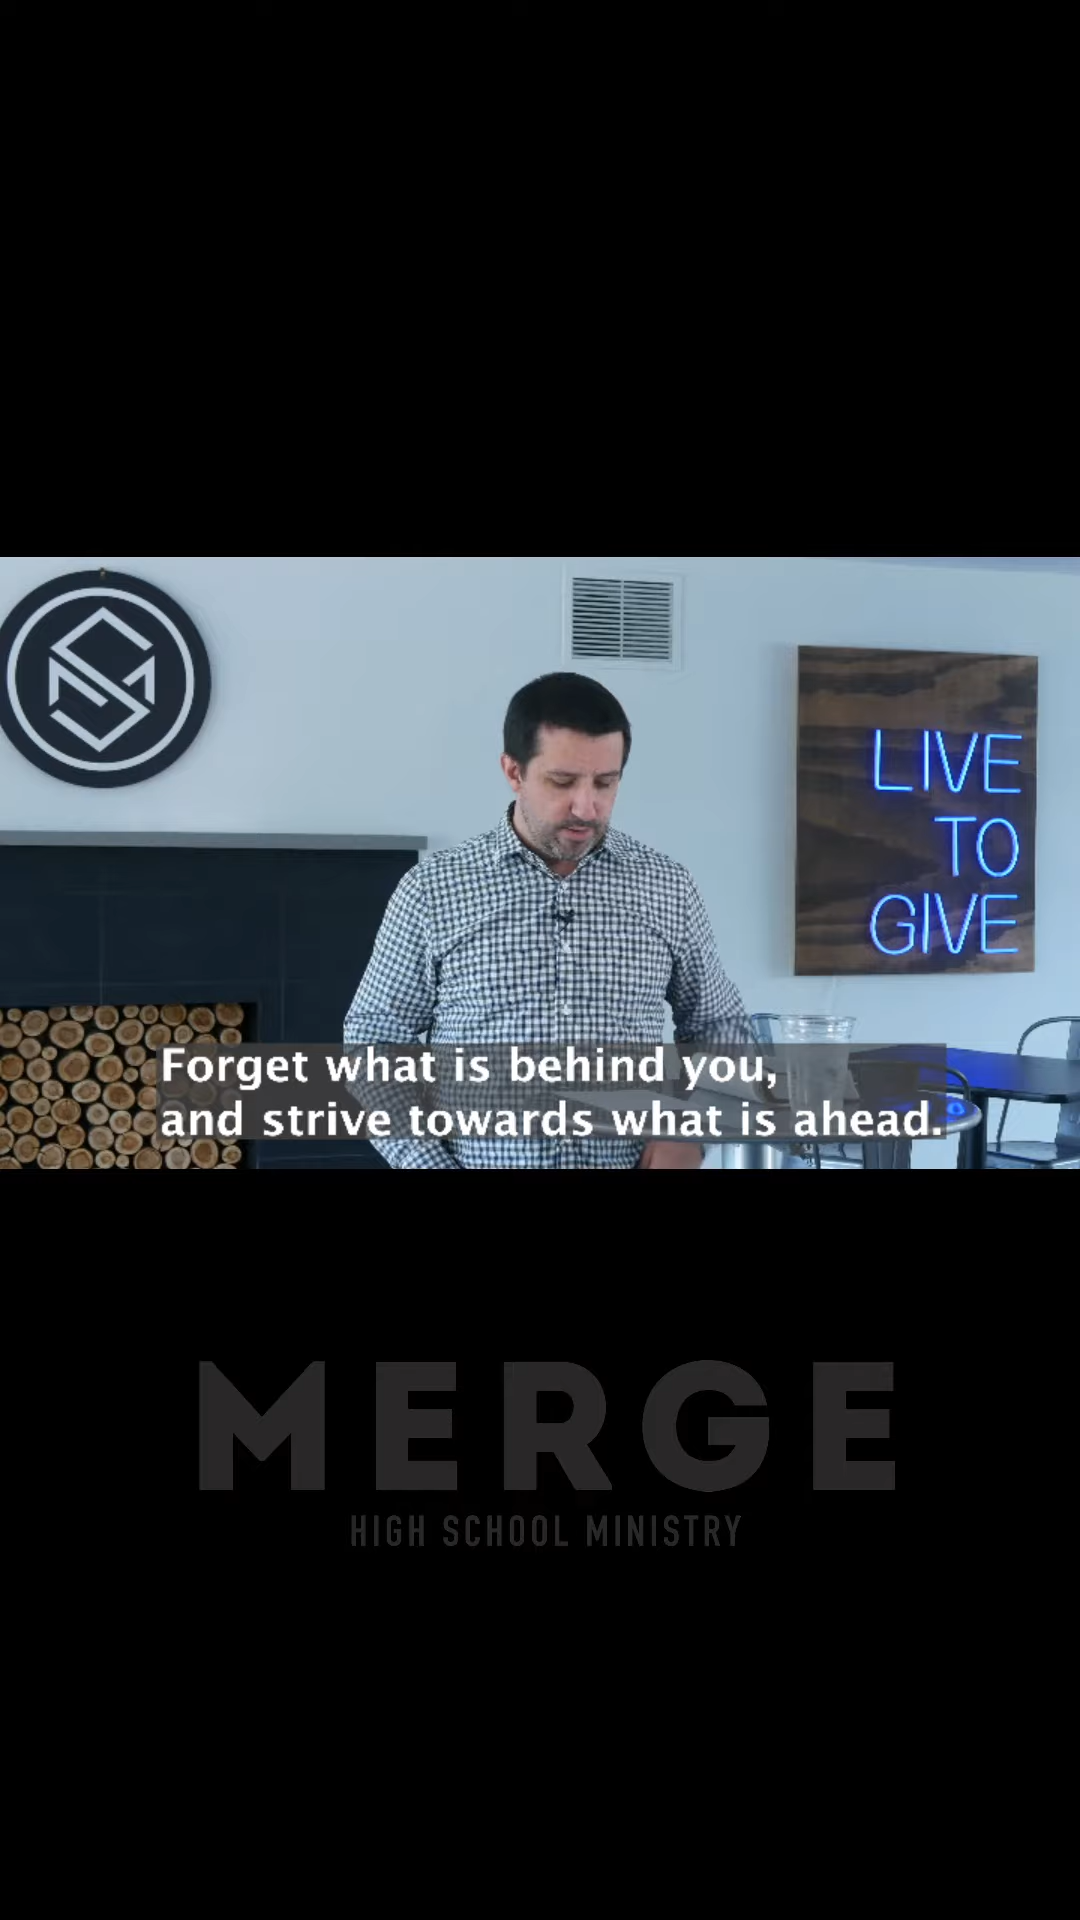 LIVE
TO
GIVE
Forget what is behind you,
and strive towards what is ahead.
MERGE
HIGH SCHOOL MINISTRY